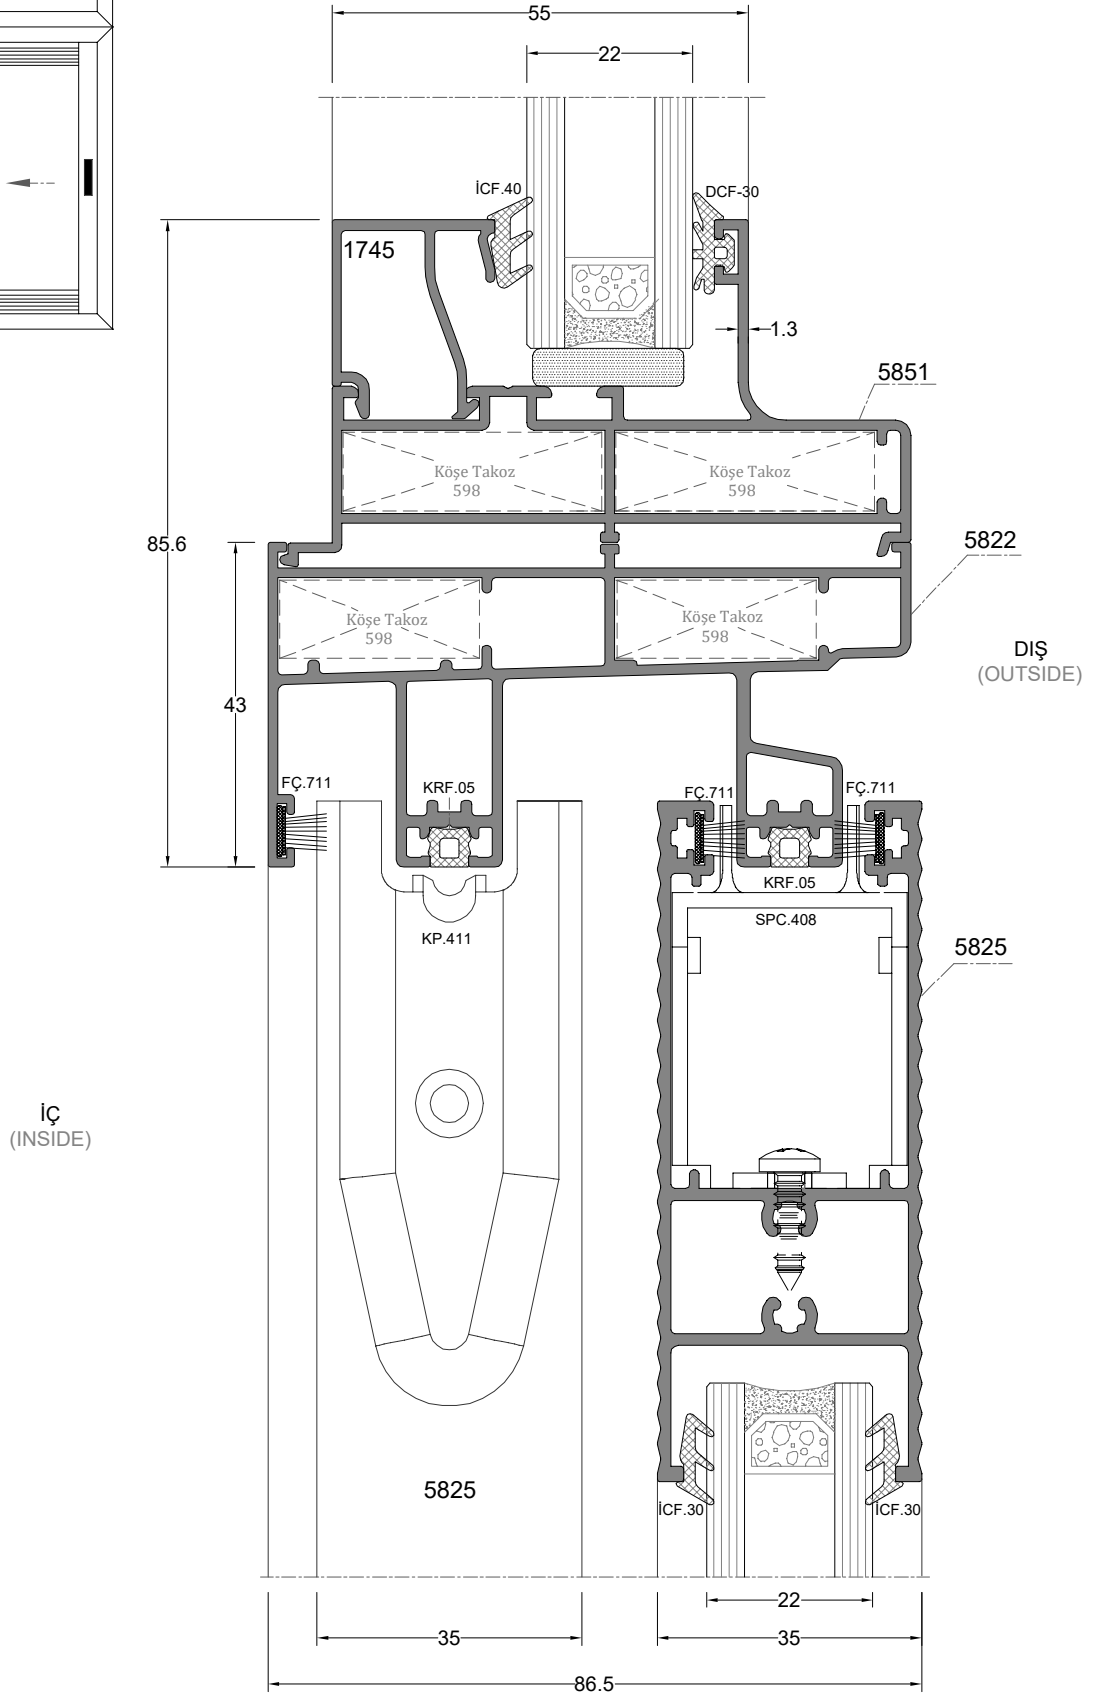 55
22
İCF.40
DCF-30
1745
1.3
5851
Köşe Takoz
598
Köşe Takoz
598
85.6
5822
Köşe Takoz
598
Köşe Takoz
598
DIŞ
(OUTSIDE)
43
FÇ.711
KRF.05
FÇ.711
FÇ.711
KRF.05
SPC.408
KP.411
5825
İÇ
(INSIDE)
5825
İCF.30
İCF.30
22
35
35
86.5